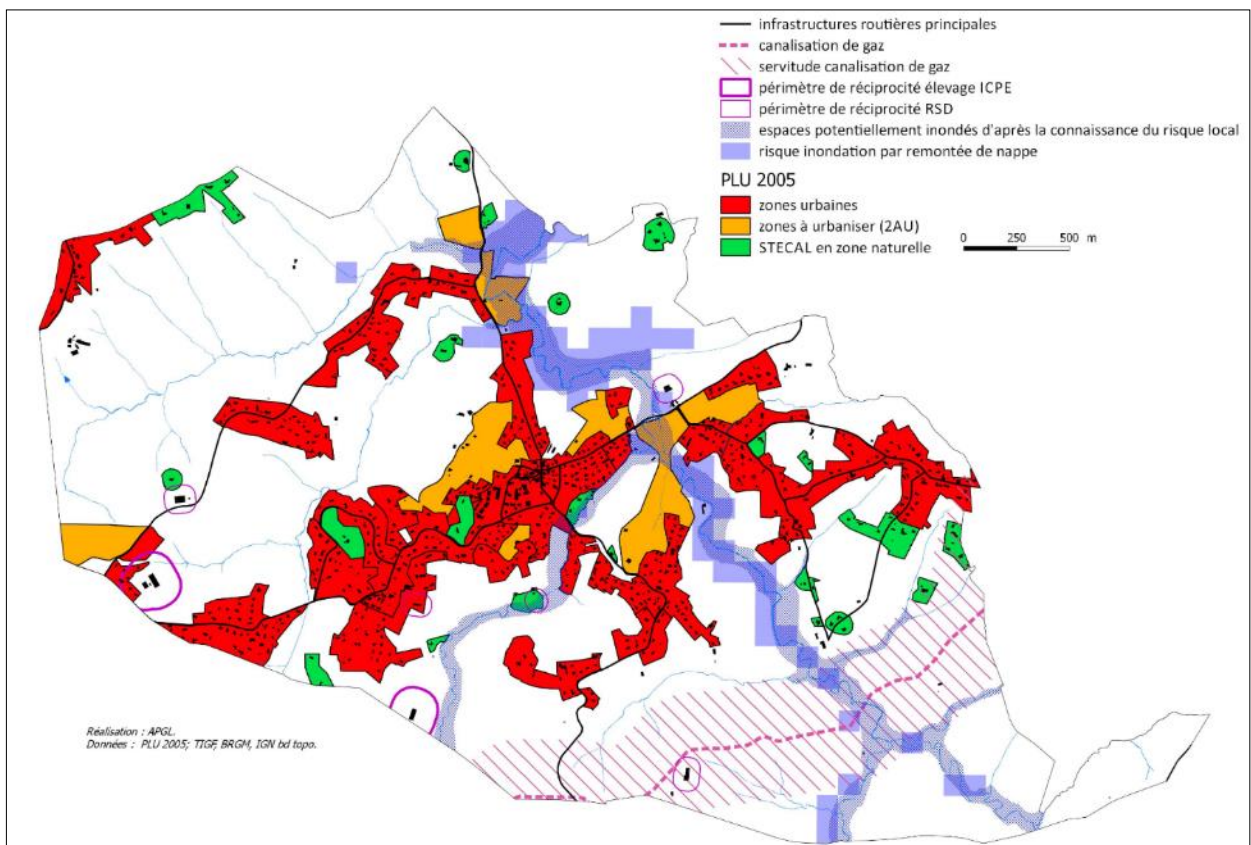 infrastructures routières principales
canalisation de gaz
servitude canalisation de gaz
périmètre de réciprocité élevage ICPE
périmètre de réciprocité RSD
espaces potentiellement inondés d'après la connaissance du risque local
risque inondation par remontée de nappe
PLU 2005
zones urbaines
zones à urbaniser (2AU)
STECAL en zone naturelle
0 250 500 m
Réalisation : APGL.
Données : PLU 2005; TIGF, BRGM, IGN bd topo.